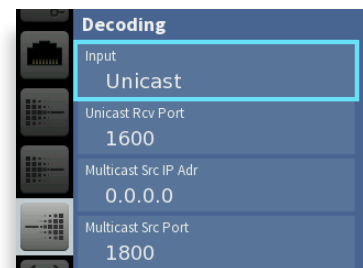 Decoding
Input
Unicast
Unicast Rcv Port
1600
Multicast Src IP Adr
0.0.0.0
Multicast Src Port
1800